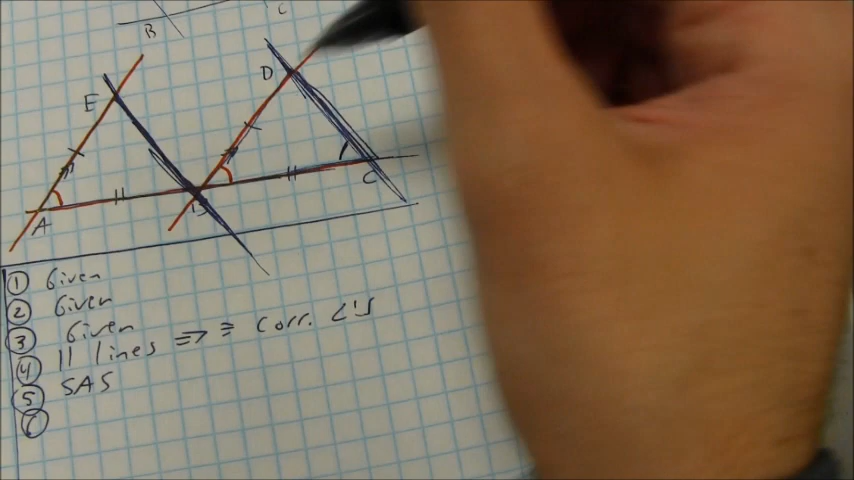 B
C
E
D
A
B
C
① Given
② Given
③ Given
④ || lines => ≅ Corr. ∠'s
⑤ SAS
⑥